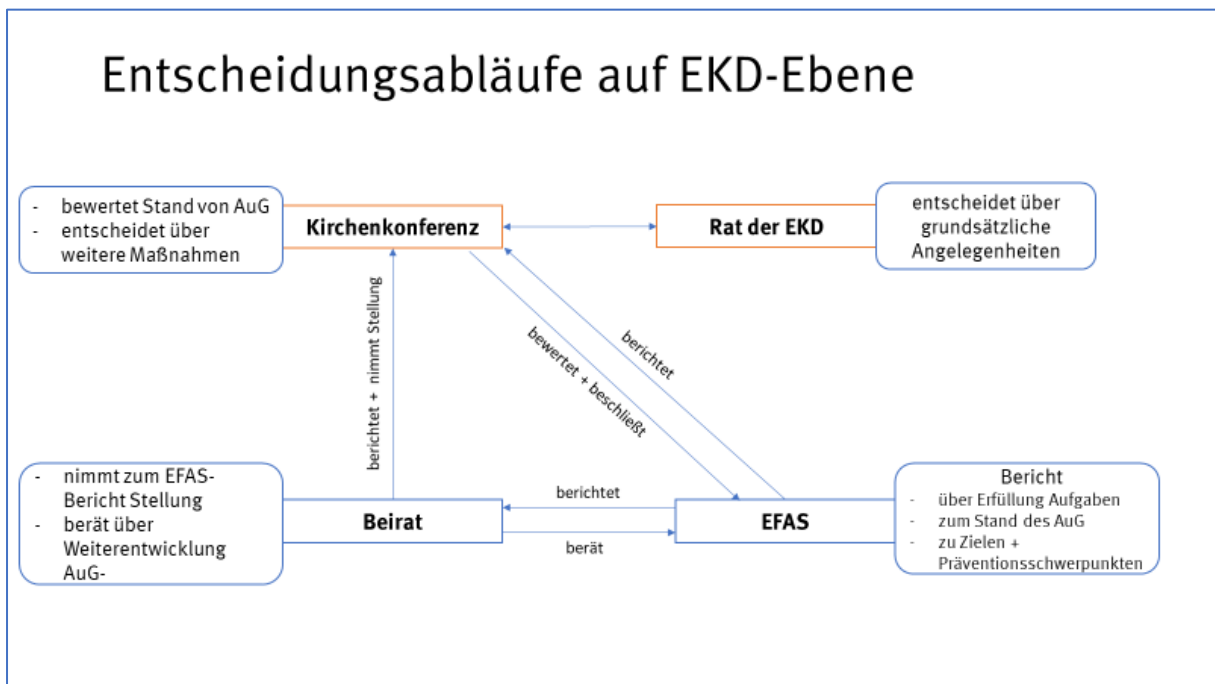 Entscheidungsabläufe auf EKD-Ebene
- bewertet Stand von AuG
- entscheidet über
weitere Maßnahmen
Kirchenkonferenz
Rat der EKD
entscheidet über
grundsätzliche
Angelegenheiten
berichtet + nimmt Stellung
bewertet + beschließt
berichtet
- nimmt zum EFAS-
Bericht Stellung
- berät über
Weiterentwicklung
AuG-
Beirat
berichtet
berät
EFAS
Bericht
- über Erfüllung Aufgaben
- zum Stand des AuG
- zu Zielen +
Präventionsschwerpunkten